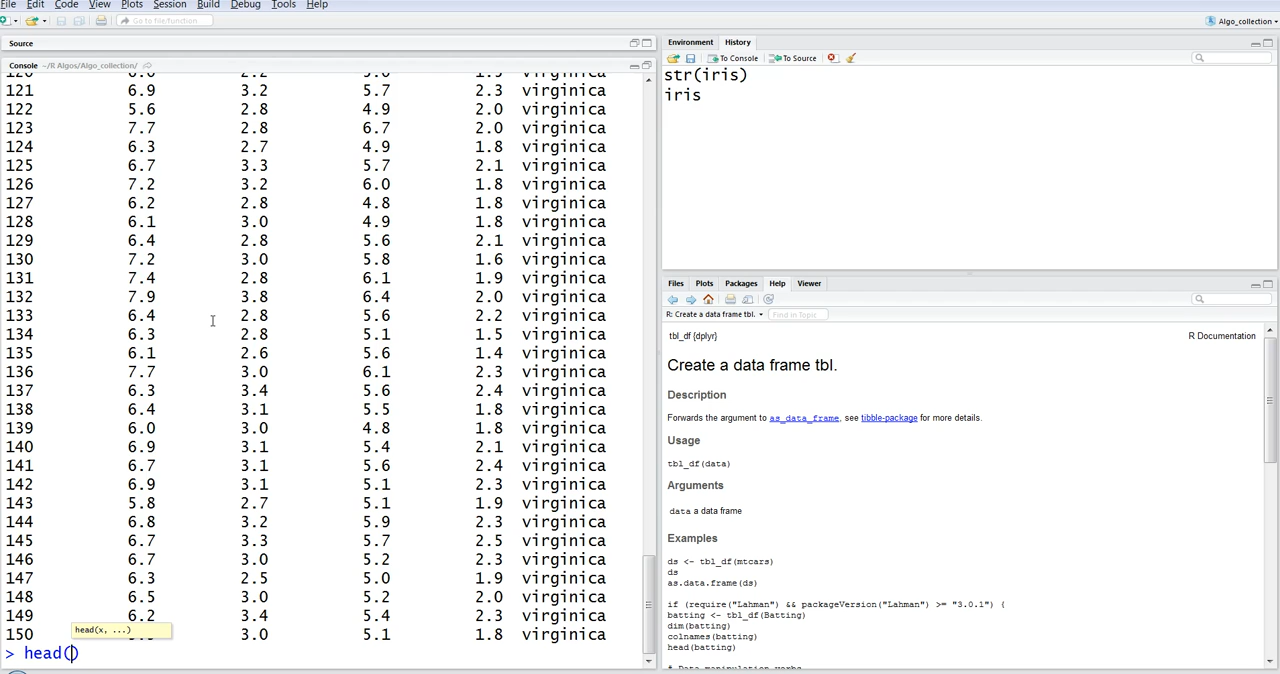 File Edit Code View Plots Session Build Debug Tools Help
Go to file/function Algo_collection
Source
Console ~/R Algos/Algo_collection/
121 6.9 3.2 5.7 2.3 virginica
122 5.6 2.8 4.9 2.0 virginica
123 7.7 2.8 6.7 2.0 virginica
124 6.3 2.7 4.9 1.8 virginica
125 6.7 3.3 5.7 2.1 virginica
126 7.2 3.2 6.0 1.8 virginica
127 6.2 2.8 4.8 1.8 virginica
128 6.1 3.0 4.9 1.8 virginica
129 6.4 2.8 5.6 2.1 virginica
130 7.2 3.0 5.8 1.6 virginica
131 7.4 2.8 6.1 1.9 virginica
132 7.9 3.8 6.4 2.0 virginica
133 6.4 2.8 5.6 2.2 virginica
134 6.3 2.8 5.1 1.5 virginica
135 6.1 2.6 5.6 1.4 virginica
136 7.7 3.0 6.1 2.3 virginica
137 6.3 3.4 5.6 2.4 virginica
138 6.4 3.1 5.5 1.8 virginica
139 6.0 3.0 4.8 1.8 virginica
140 6.9 3.1 5.4 2.1 virginica
141 6.7 3.1 5.6 2.4 virginica
142 6.9 3.1 5.1 2.3 virginica
143 5.8 2.7 5.1 1.9 virginica
144 6.8 3.2 5.9 2.3 virginica
145 6.7 3.3 5.7 2.5 virginica
146 6.7 3.0 5.2 2.3 virginica
147 6.3 2.5 5.0 1.9 virginica
148 6.5 3.0 5.2 2.0 virginica
149 6.2 3.4 5.4 2.3 virginica
head(x, ...)
150 3.0 5.1 1.8 virginica
> head()
Environment History
To Console To Source
str(iris)
iris
Files Plots Packages Help Viewer
R: Create a data frame tbl. Find in Topic
tbl_df {dplyr} R Documentation
Create a data frame tbl.
Description
Forwards the argument to as_data_frame, see tibble-package for more details.
Usage
tbl_df(data)
Arguments
data a data frame
Examples
ds <- tbl_df(mtcars)
ds
as.data.frame(ds)
if (require("Lahman") && packageVersion("Lahman") >= "3.0.1") {
batting <- tbl_df(Batting)
dim(batting)
colnames(batting)
head(batting)
# Data manipulation verbs